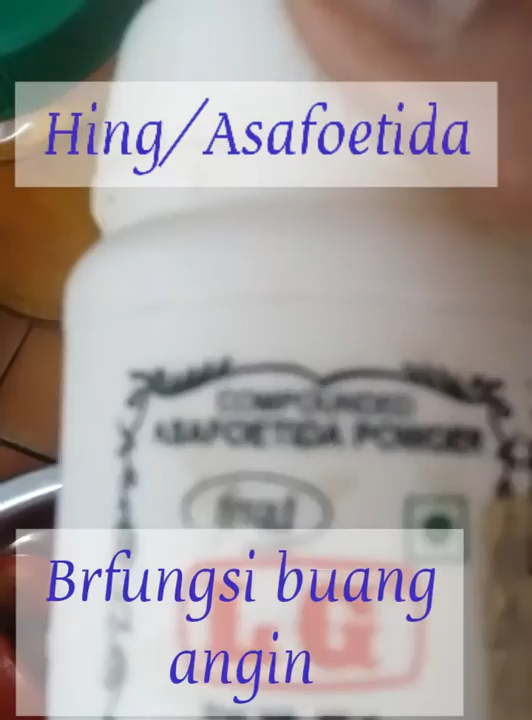 Hing/Asafoetida
COMPOUNDED
ASAFOETIDA POWDER
Brfungsi buang
LG
angin